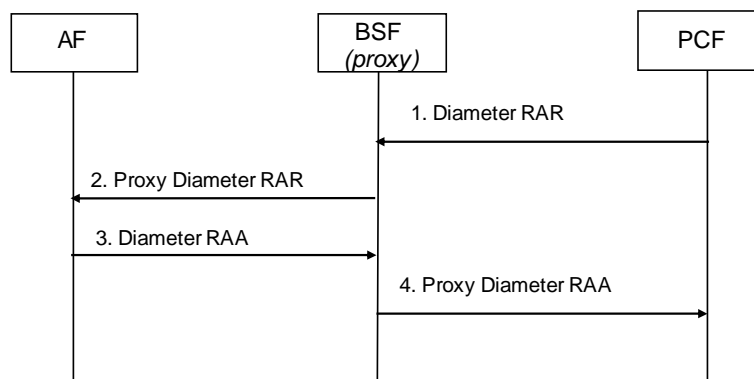 AF
BSF
(proxy)
PCF
1. Diameter RAR
2. Proxy Diameter RAR
3. Diameter RAA
4. Proxy Diameter RAA